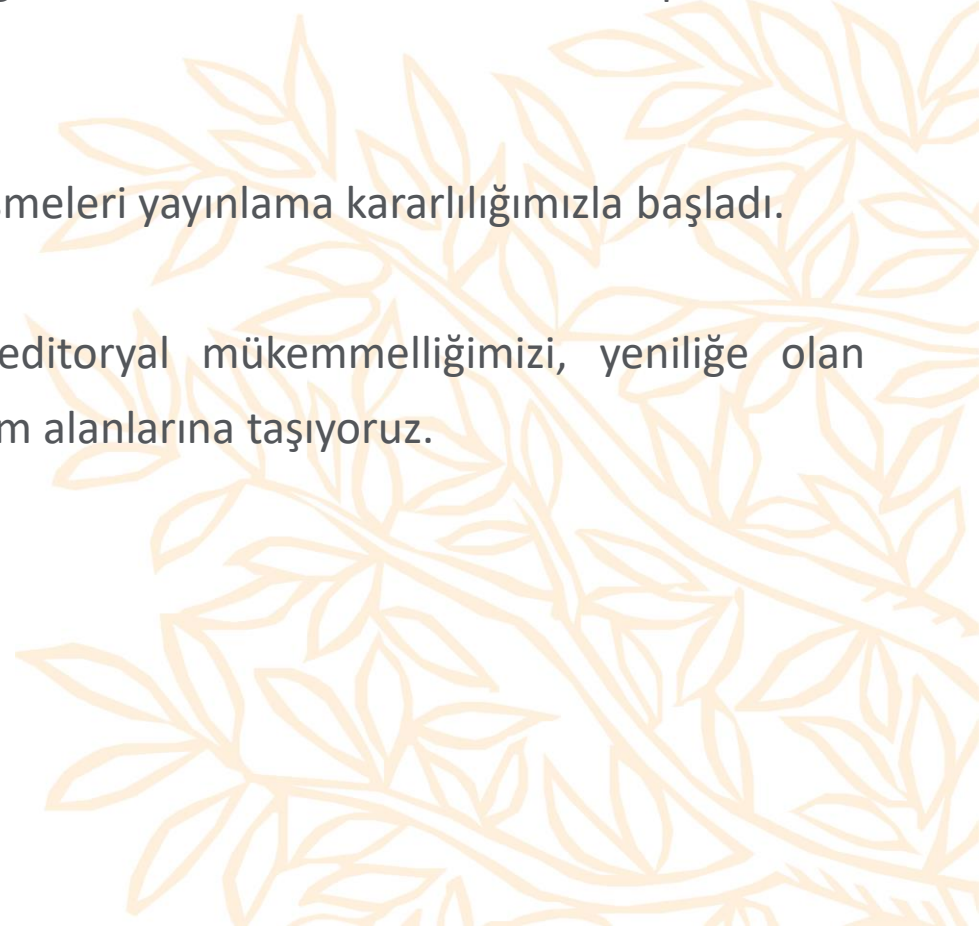 meleri yayınlama kararlılığımızla başladı.
editoryal mükemmelliğimizi, yeniliğe olan
m alanlarına taşıyoruz.